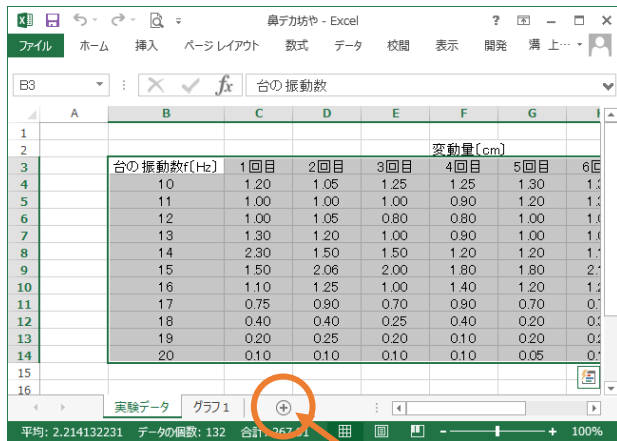 鼻デカ坊や - Excel
ファイル ホーム 挿入 ページ レイアウト 数式 データ 校閲 表示 開発 溝 上…
B3 fx 台の振動数
A B C D E F G
1
2 変動量[cm]
3 台の振動数f[Hz] 1回目 2回目 3回目 4回目 5回目
4 10 1.20 1.05 1.25 1.25 1.30
5 11 1.00 1.00 1.00 0.90 1.20
6 12 1.00 1.05 0.80 0.80 1.00
7 13 1.30 1.20 1.00 0.90 1.00
8 14 2.30 1.50 1.50 1.20 1.20
9 15 1.50 2.06 2.00 1.80 1.80
10 16 1.10 1.25 1.00 1.40 1.20
11 17 0.75 0.90 0.70 0.90 0.70
12 18 0.40 0.40 0.25 0.40 0.20
13 19 0.20 0.25 0.20 0.10 0.20
14 20 0.10 0.10 0.10 0.10 0.05
15
16
実験データ グラフ1
平均: 2.214132231 データの個数: 132 合計: 100%